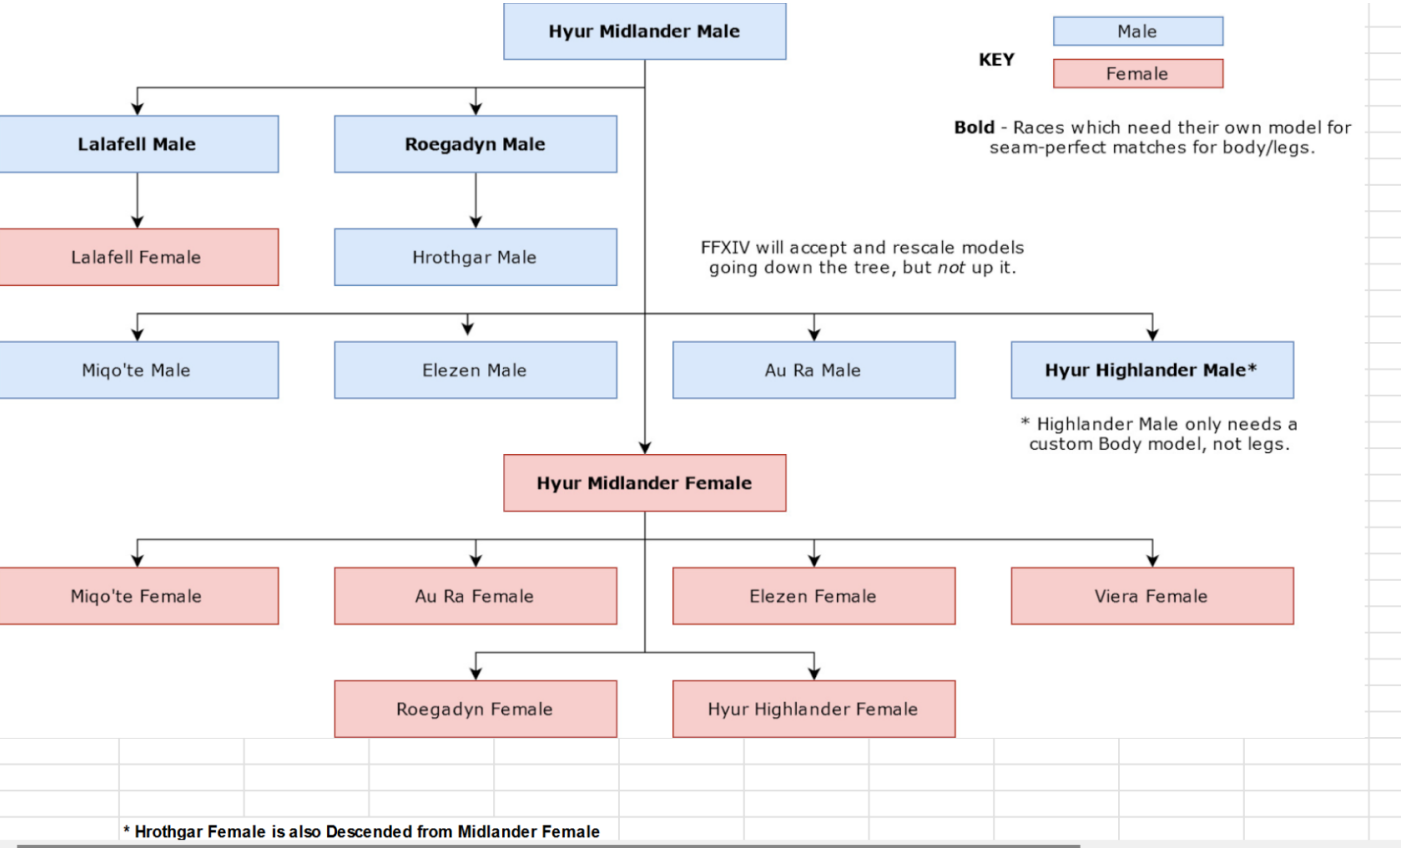 Hyur Midlander Male
Male
KEY
Female
Bold - Races which need their own model for
seam-perfect matches for body/legs.
Lalafell Male
Roegadyn Male
Lalafell Female
Hrothgar Male
FFXIV will accept and rescale models
going down the tree, but not up it.
Miqo'te Male
Elezen Male
Au Ra Male
Hyur Highlander Male*
* Highlander Male only needs a
custom Body model, not legs.
Hyur Midlander Female
Miqo'te Female
Au Ra Female
Elezen Female
Viera Female
Roegadyn Female
Hyur Highlander Female
* Hrothgar Female is also Descended from Midlander Female